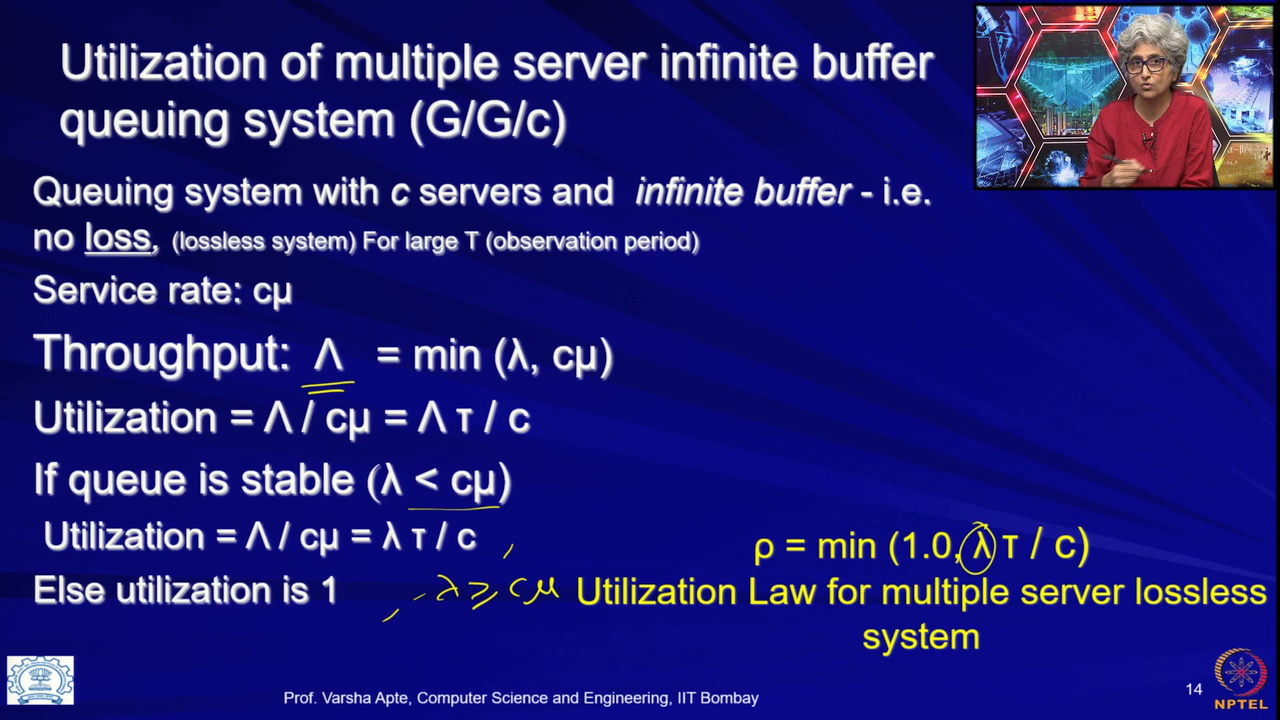 Utilization of multiple server infinite buffer
queuing system (G/G/c)
Queuing system with c servers and infinite buffer - i.e.
no loss, (lossless system) For large T (observation period)
Service rate: cμ
Throughput: Λ = min (λ, cμ)
Utilization = Λ / cμ = Λ τ / c
If queue is stable (λ < cμ)
Utilization = Λ / cμ = λ τ / c
Else utilization is 1
λ ≥ cμ
ρ = min (1.0, λ τ / c)
Utilization Law for multiple server lossless
system
Prof. Varsha Apte, Computer Science and Engineering, IIT Bombay
14
NPTEL